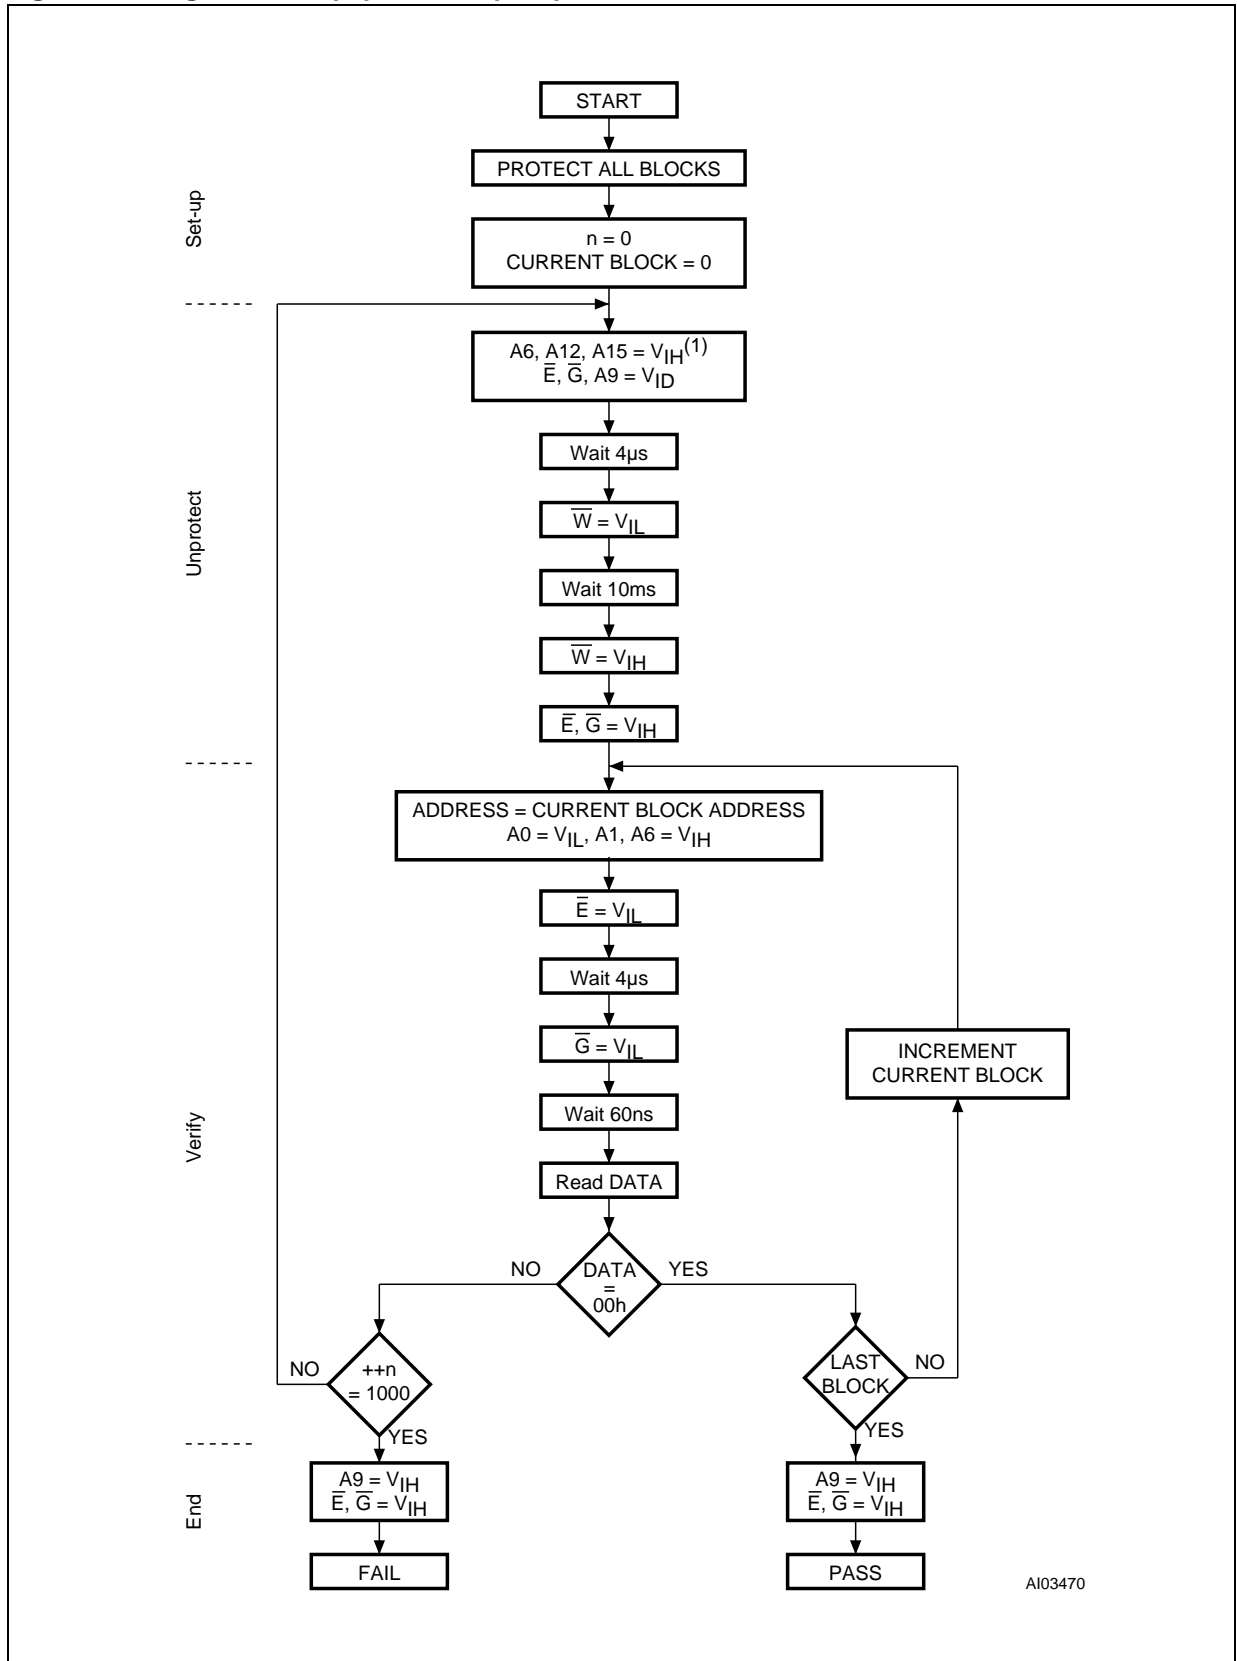 START
PROTECT ALL BLOCKS
Set-up
n = 0
CURRENT BLOCK = 0
A6, A12, A15 = VIH(1)
E̅, G̅, A9 = VID
Wait 4µs
Unprotect
W̅ = VIL
Wait 10ms
W̅ = VIH
E̅, G̅ = VIH
ADDRESS = CURRENT BLOCK ADDRESS
A0 = VIL, A1, A6 = VIH
E̅ = VIL
Wait 4µs
G̅ = VIL
INCREMENT
CURRENT BLOCK
Wait 60ns
Verify
Read DATA
NO
DATA
=
00h
YES
NO
++n
= 1000
LAST
BLOCK
NO
YES
YES
End
A9 = VIH
E̅, G̅ = VIH
A9 = VIH
E̅, G̅ = VIH
FAIL
PASS
AI03470